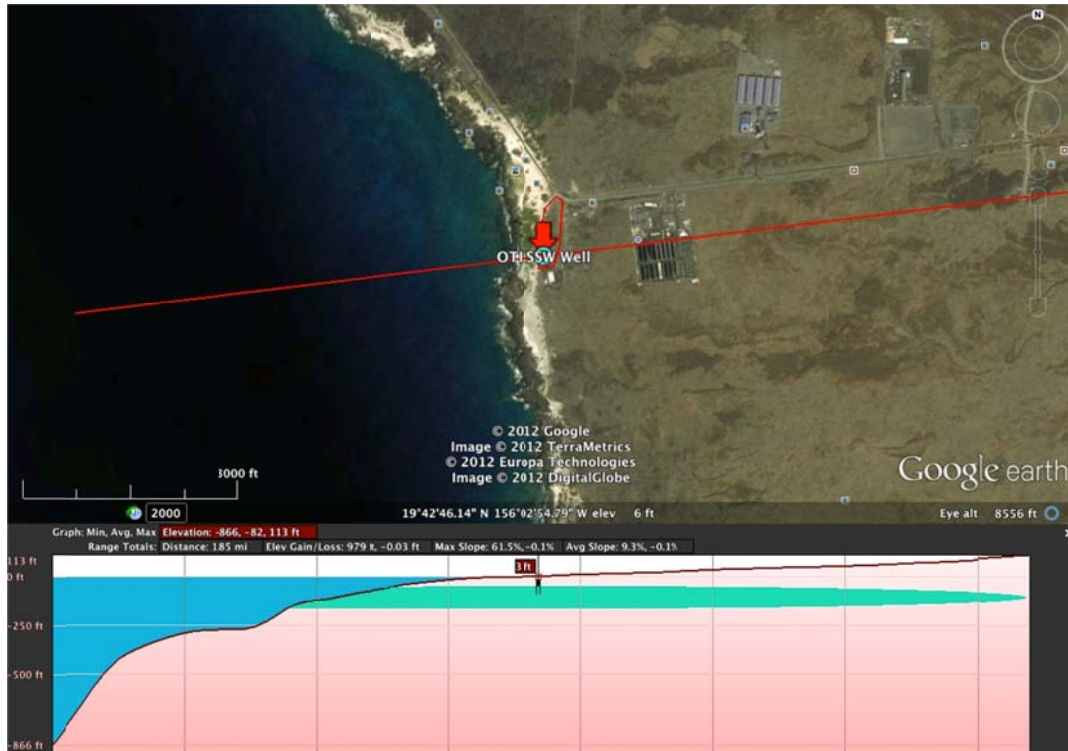 N
OTI SSW Well
© 2012 Google
Image © 2012 TerraMetrics
© 2012 Europa Technologies
Image © 2012 DigitalGlobe
3000 ft
Google earth
2000
19°42'46.14" N 156°02'54.79" W elev 6 ft
Eye alt 8556 ft
Graph: Min, Avg, Max Elevation: -866, -82, 113 ft
Range Totals: Distance: 185 mi Elev Gain/Loss: 979 ft, -0.03 ft Max Slope: 61.5%, -0.1% Avg Slope: 9.3%, -0.1%
113 ft
0 ft
3 ft
-250 ft
-500 ft
-866 ft